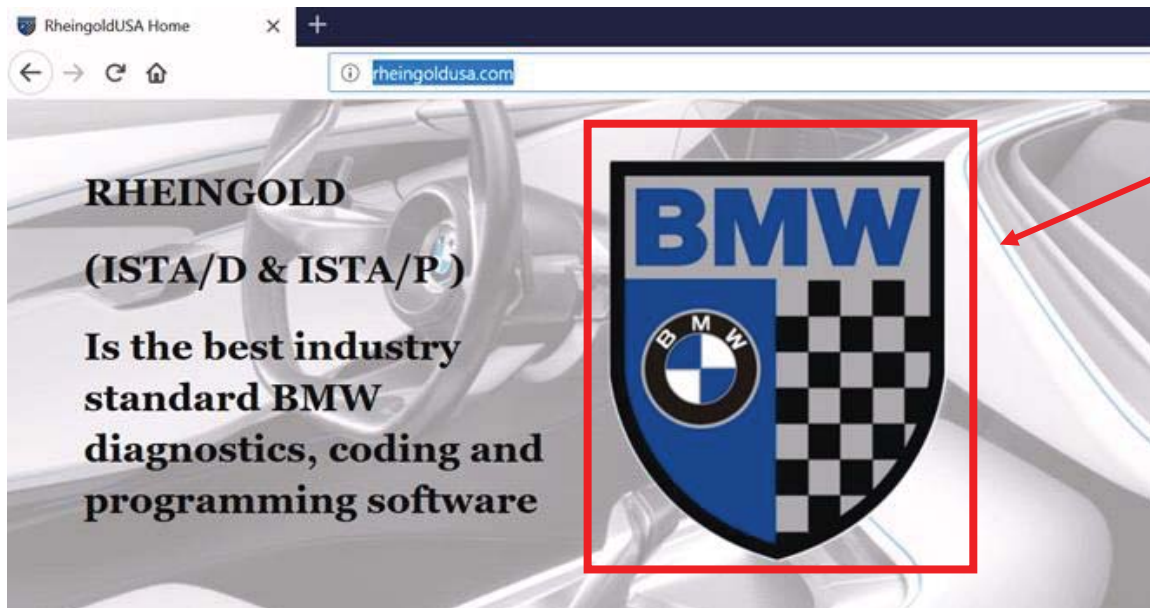 RheingoldUSA Home
rheingoldusa.com
RHEINGOLD
(ISTA/D & ISTA/P )
Is the best industry
standard BMW
diagnostics, coding and
programming software
BMW
BMW